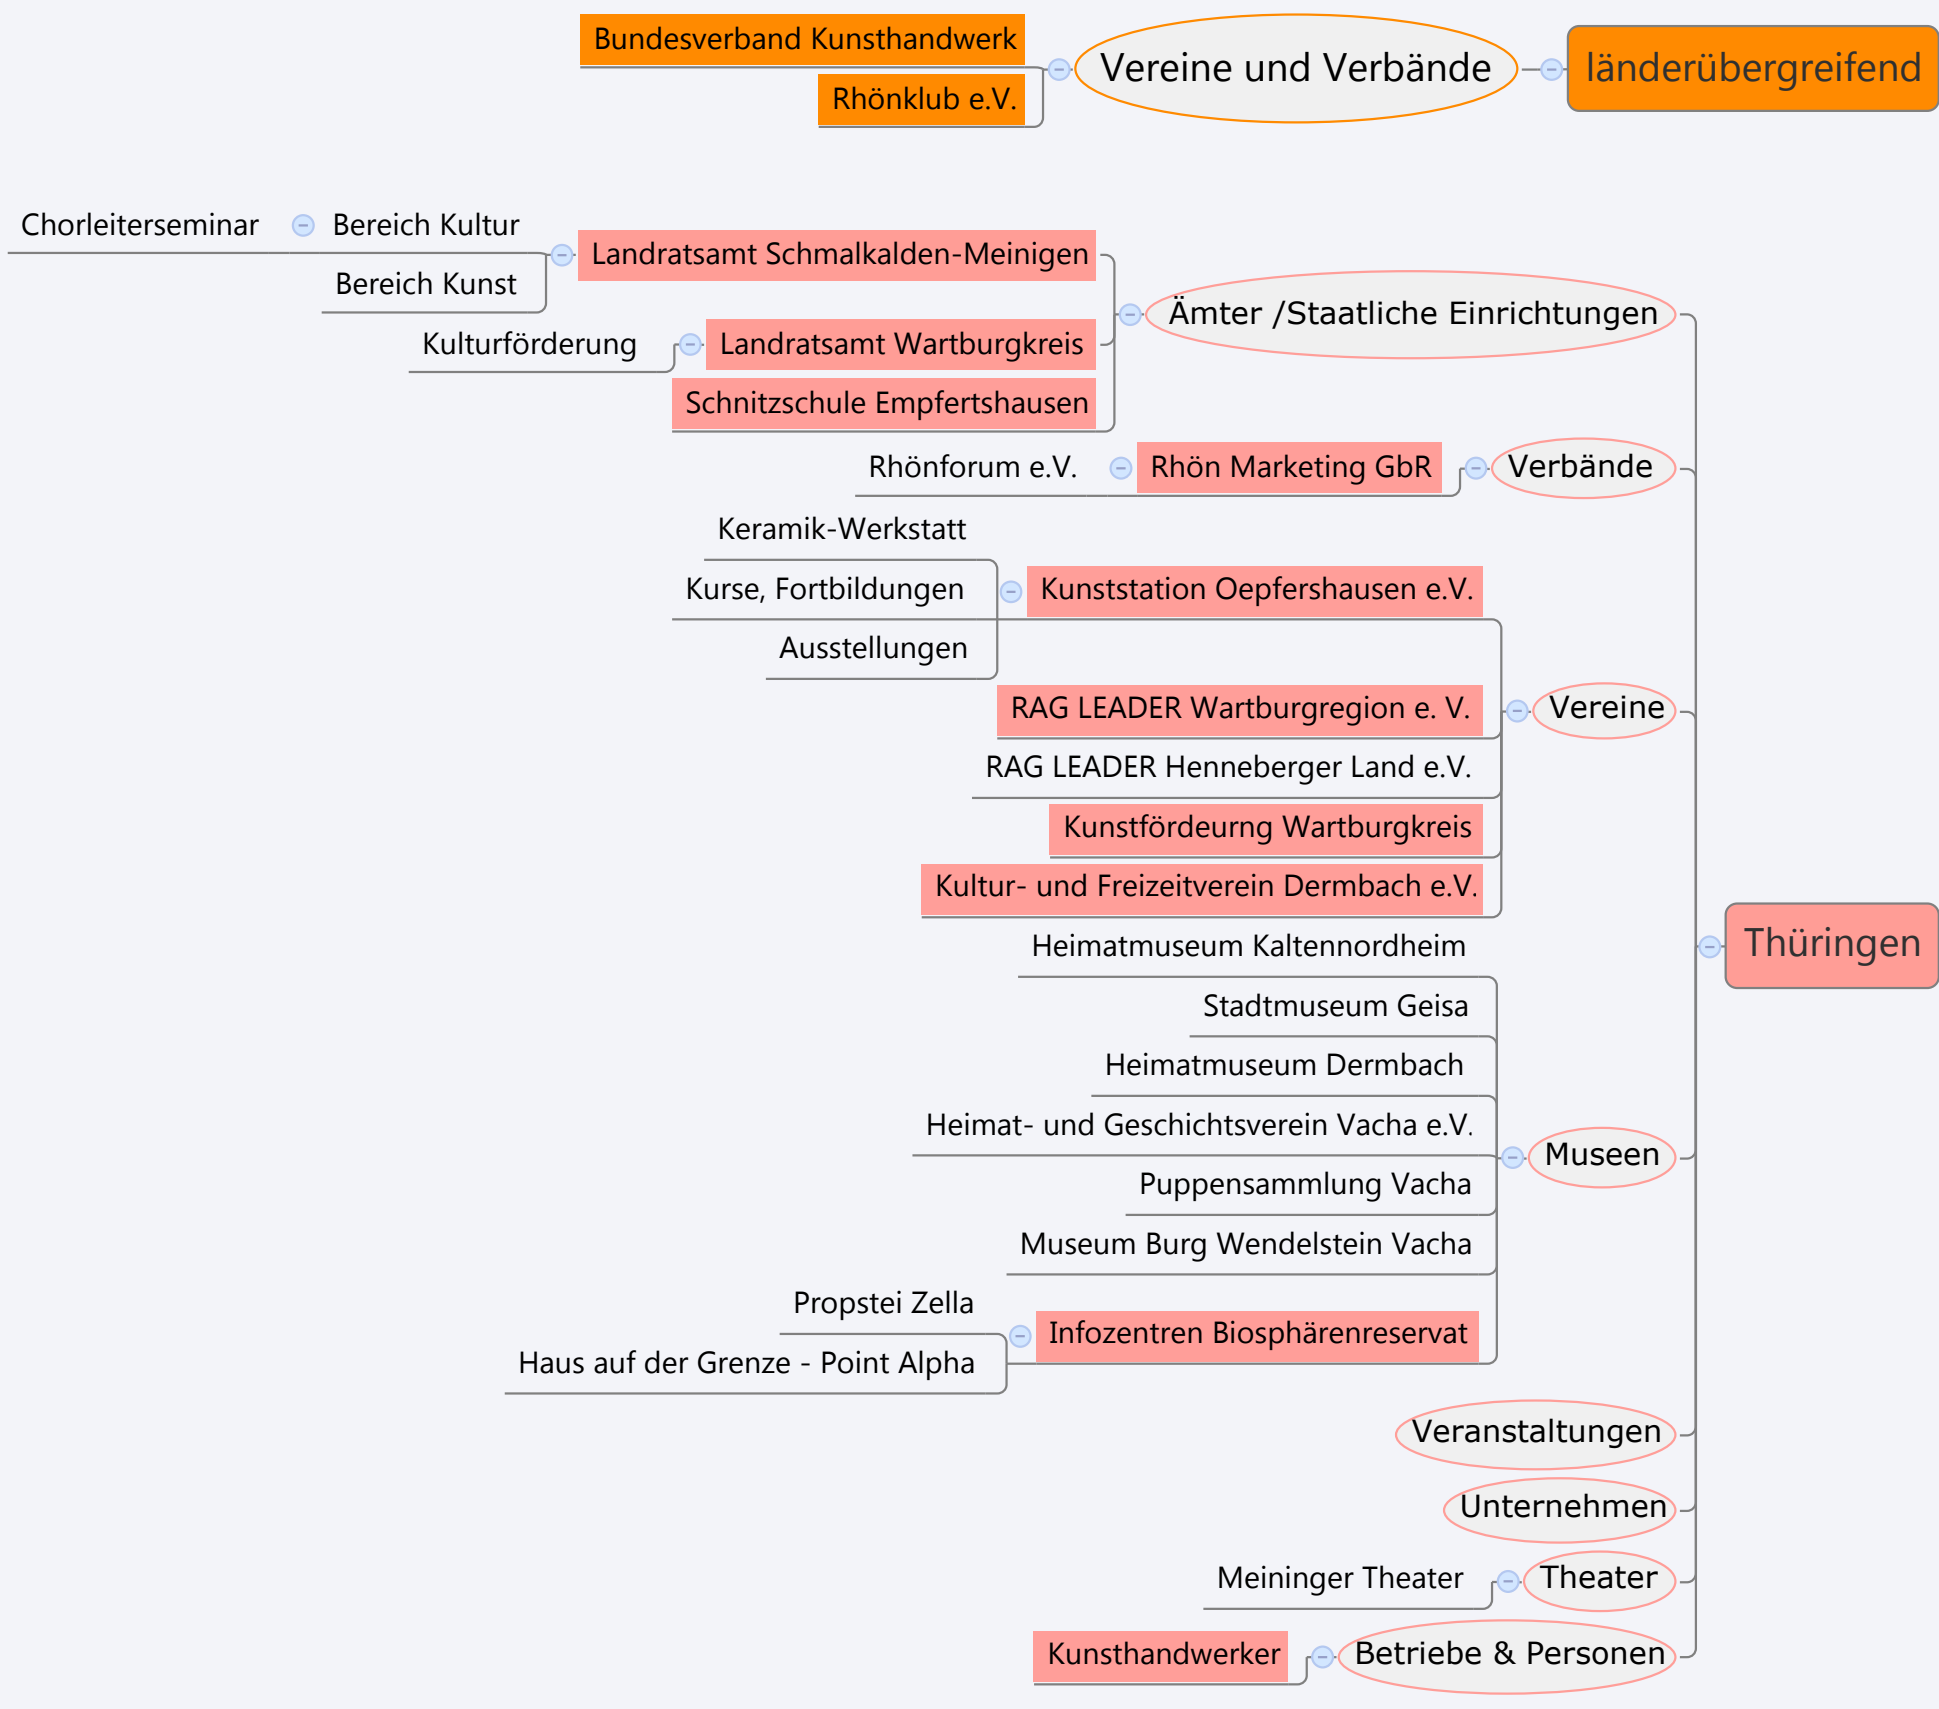 Bundesverband Kunsthandwerk
Vereine und Verbände
länderübergreifend
Rhönklub e.V.
Chorleiterseminar
Bereich Kultur
Landratsamt Schmalkalden-Meinigen
Bereich Kunst
Ämter /Staatliche Einrichtungen
Kulturförderung
Landratsamt Wartburgkreis
Schnitzschule Empfertshausen
Rhönforum e.V.
Rhön Marketing GbR
Verbände
Keramik-Werkstatt
Kurse, Fortbildungen
Kunststation Oepfershausen e.V.
Ausstellungen
RAG LEADER Wartburgregion e. V.
Vereine
RAG LEADER Henneberger Land e.V.
Kunstfördeurng Wartburgkreis
Kultur- und Freizeitverein Dermbach e.V.
Heimatmuseum Kaltennordheim
Thüringen
Stadtmuseum Geisa
Heimatmuseum Dermbach
Heimat- und Geschichtsverein Vacha e.V.
Museen
Puppensammlung Vacha
Museum Burg Wendelstein Vacha
Propstei Zella
Infozentren Biosphärenreservat
Haus auf der Grenze - Point Alpha
Veranstaltungen
Unternehmen
Meininger Theater
Theater
Kunsthandwerker
Betriebe & Personen